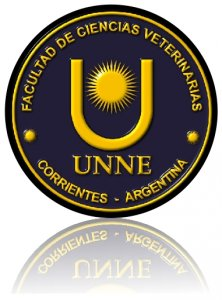 FACULTAD DE CIENCIAS VETERINARIAS
UNNE
CORRIENTES - ARGENTINA